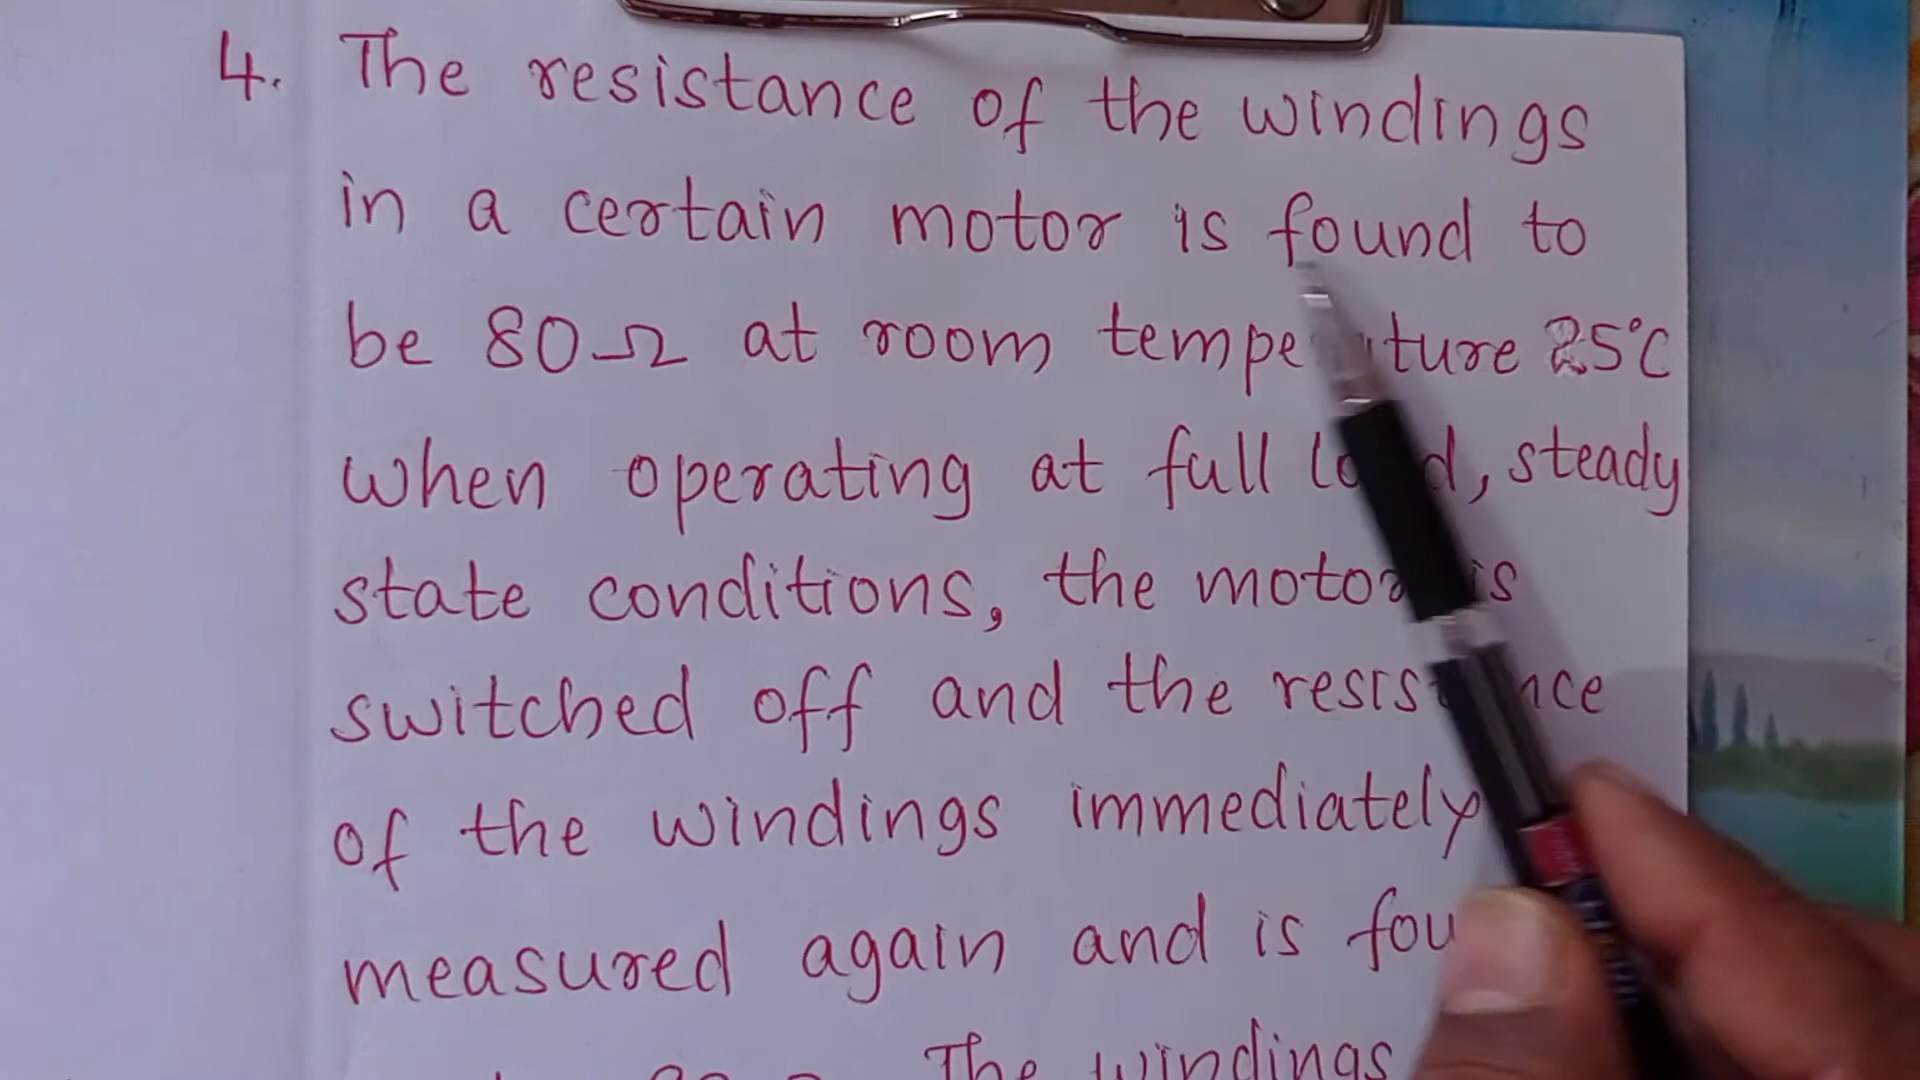 4. The resistance of the windings
in a certain motor is found to
be 80Ω at room temperature 25°C
when operating at full load, steady
state conditions, the motor is
switched off and the resistance
of the windings immediately
measured again and is
The windings